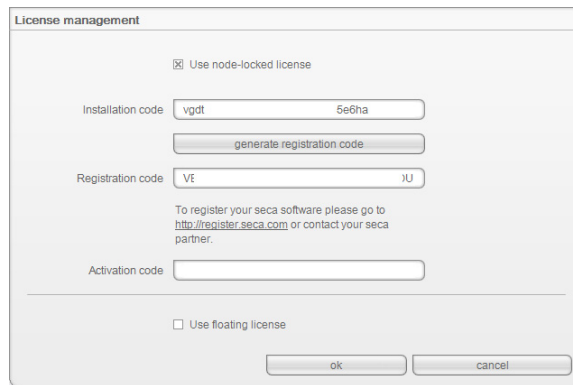 License management
Use node-locked license
Installation code vgdt 5e6ha
generate registration code
Registration code
To register your seca software please go to
http://register.seca.com or contact your seca
partner.
Activation code
Use floating license
ok cancel